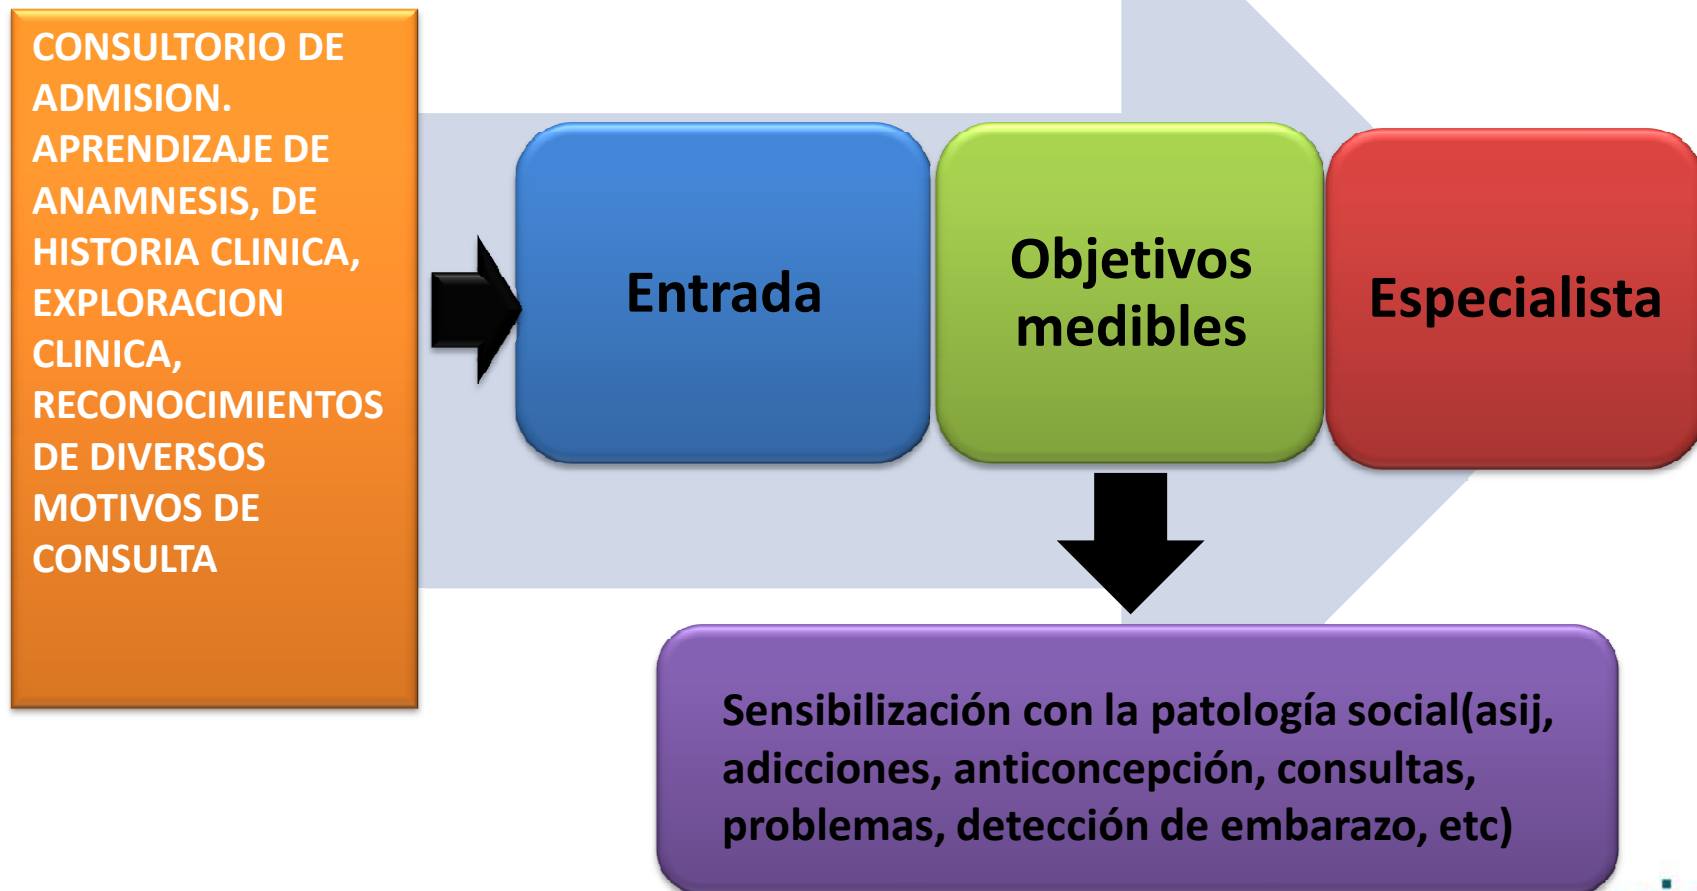 CONSULTORIO DE
ADMISION.
APRENDIZAJE DE
ANAMNESIS, DE
HISTORIA CLINICA,
EXPLORACION
CLINICA,
RECONOCIMIENTOS
DE DIVERSOS
MOTIVOS DE
CONSULTA
Entrada
Objetivos
medibles
Especialista
Sensibilización con la patología social(asij,
adicciones, anticoncepción, consultas,
problemas, detección de embarazo, etc)